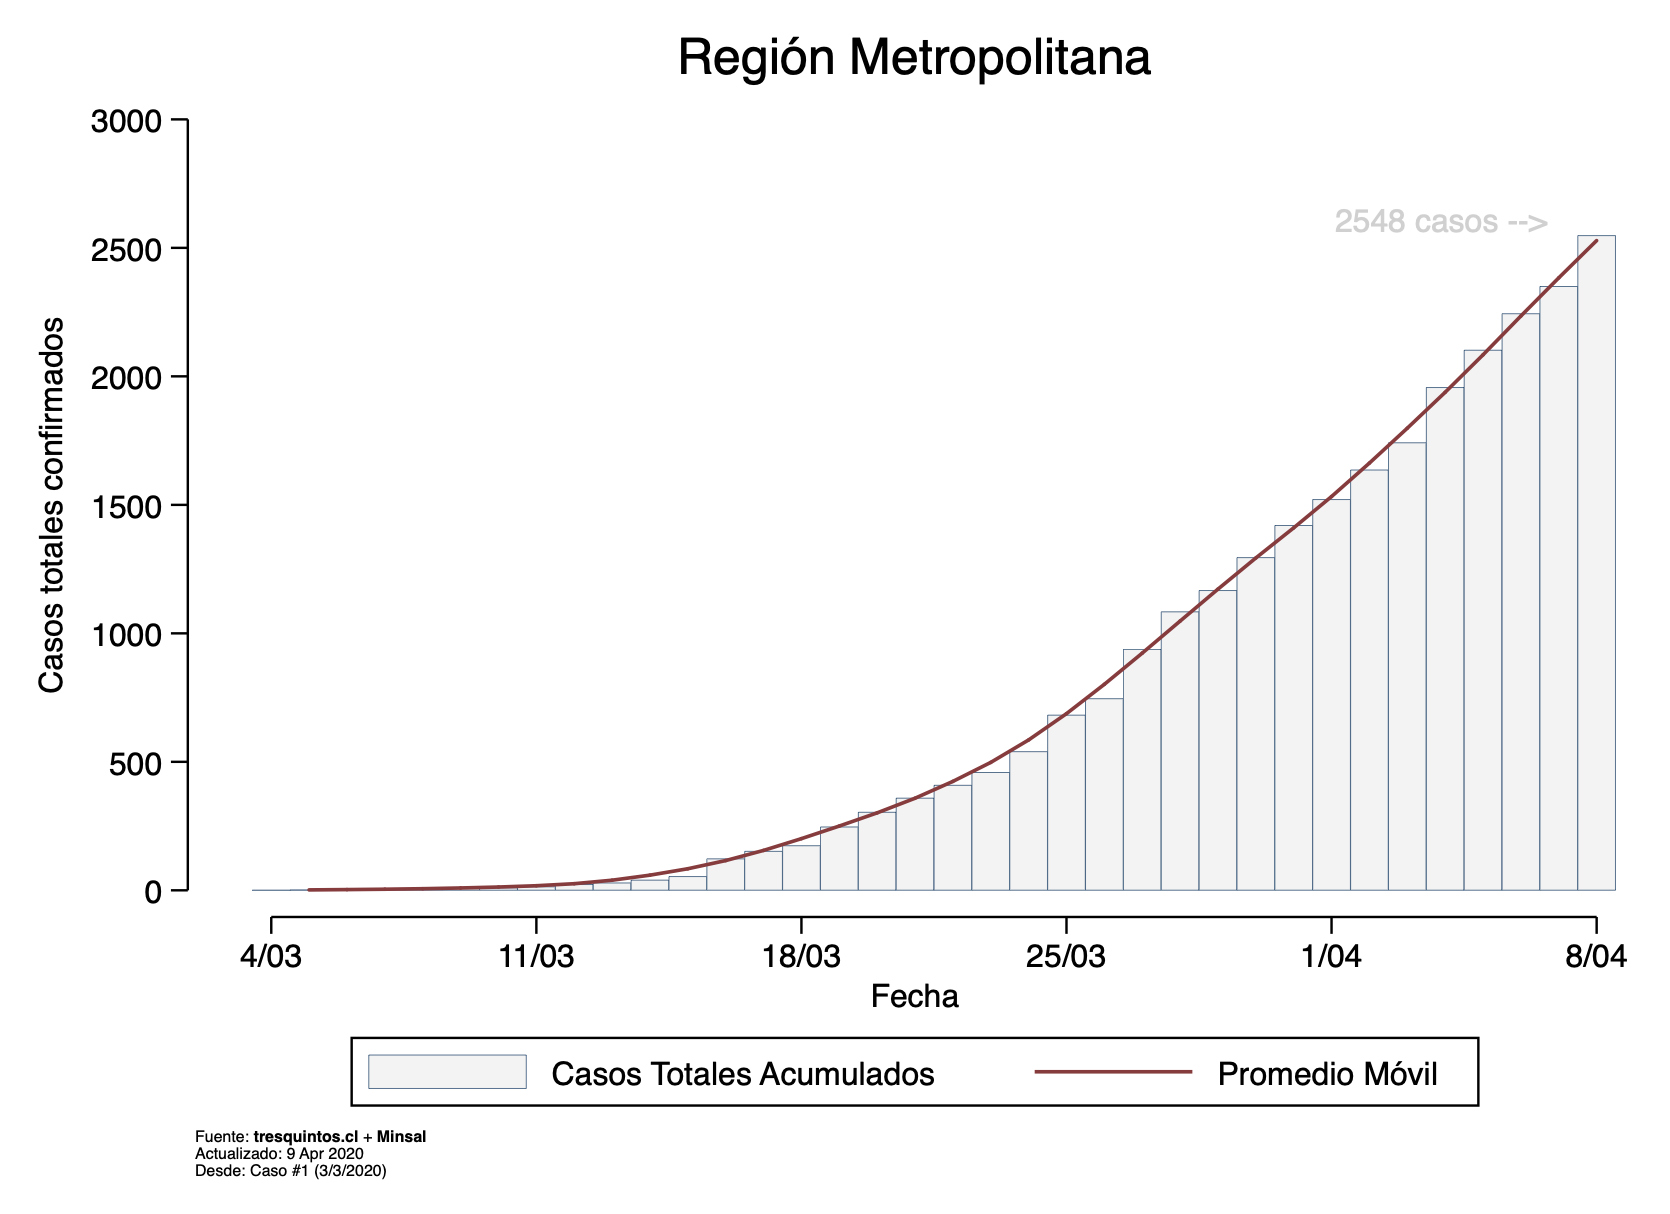 Región Metropolitana
3000
2500
2000
1500
1000
500
0
Casos totales confirmados
2548 casos -->
4/03 11/03 18/03 25/03 1/04 8/04
Fecha
Casos Totales Acumulados Promedio Móvil
Fuente: tresquintos.cl + Minsal
Actualizado: 9 Apr 2020
Desde: Caso #1 (3/3/2020)